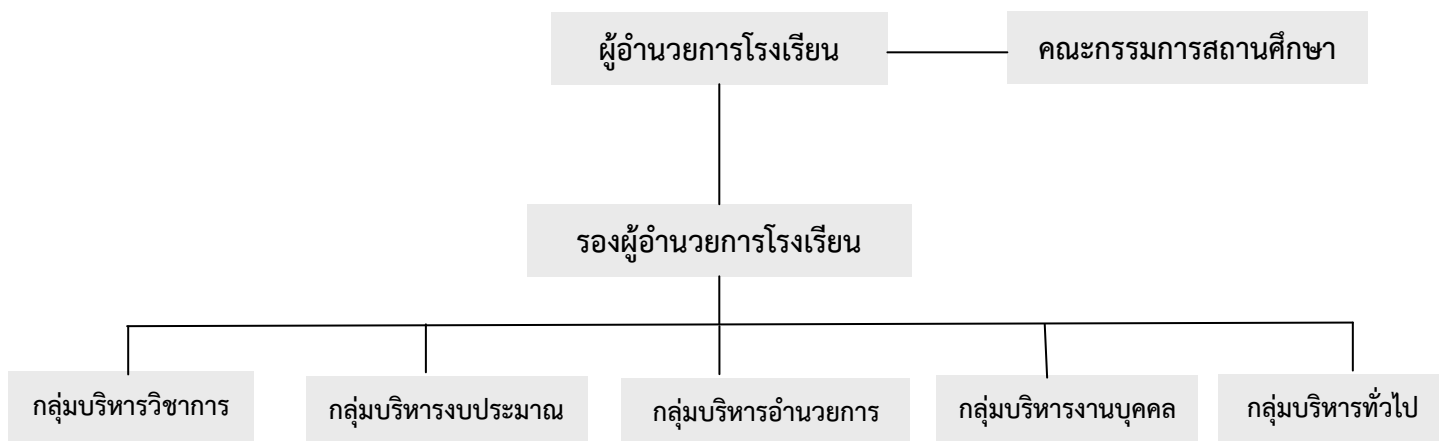 ผู้อำนวยการโรงเรียน
คณะกรรมการสถานศึกษา
รองผู้อำนวยการโรงเรียน
กลุ่มบริหารวิชาการ
กลุ่มบริหารงบประมาณ
กลุ่มบริหารอำนวยการ
กลุ่มบริหารงานบุคคล
กลุ่มบริหารทั่วไป